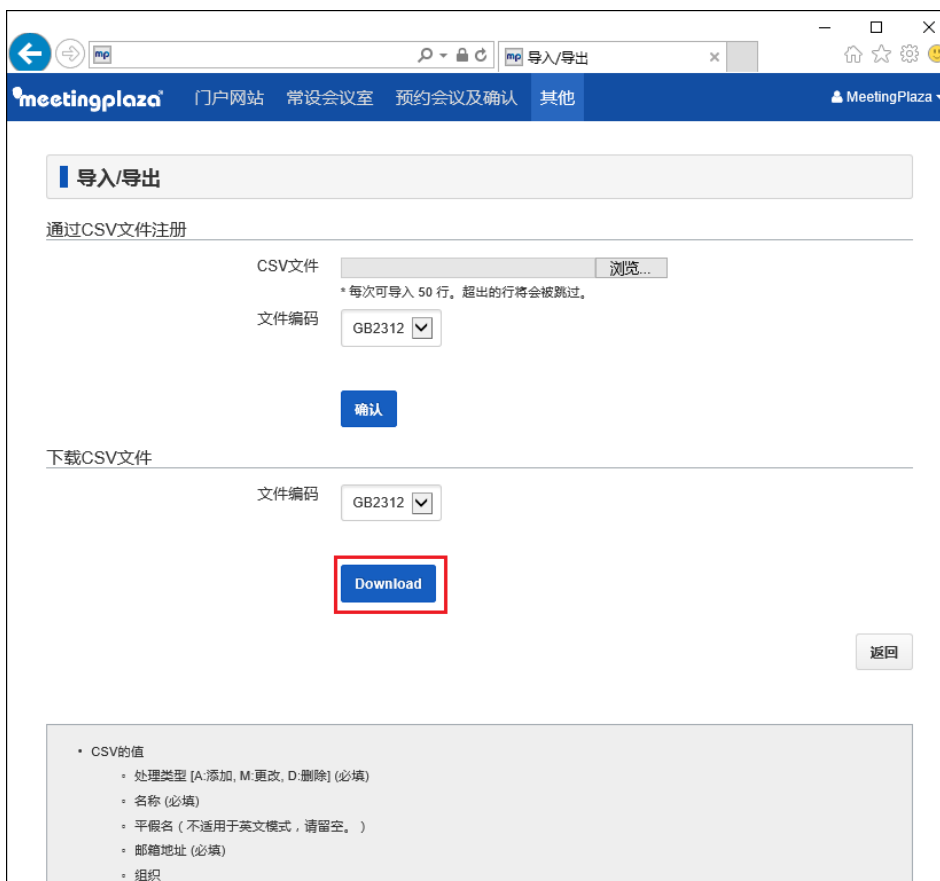 mp
mp 导入/导出
meetingplaza 门户网站 常设会议室 预约会议及确认 其他 MeetingPlaza
导入/导出
通过CSV文件注册
CSV文件 浏览...
* 每次可导入 50 行。超出的行将会被跳过。
文件编码 GB2312
确认
下载CSV文件
文件编码 GB2312
Download
返回
• CSV的值
▫ 处理类型 [A:添加, M:更改, D:删除] (必填)
▫ 名称 (必填)
▫ 平假名 ( 不适用于英文模式 , 请留空。 )
▫ 邮箱地址 (必填)
▫ 组织